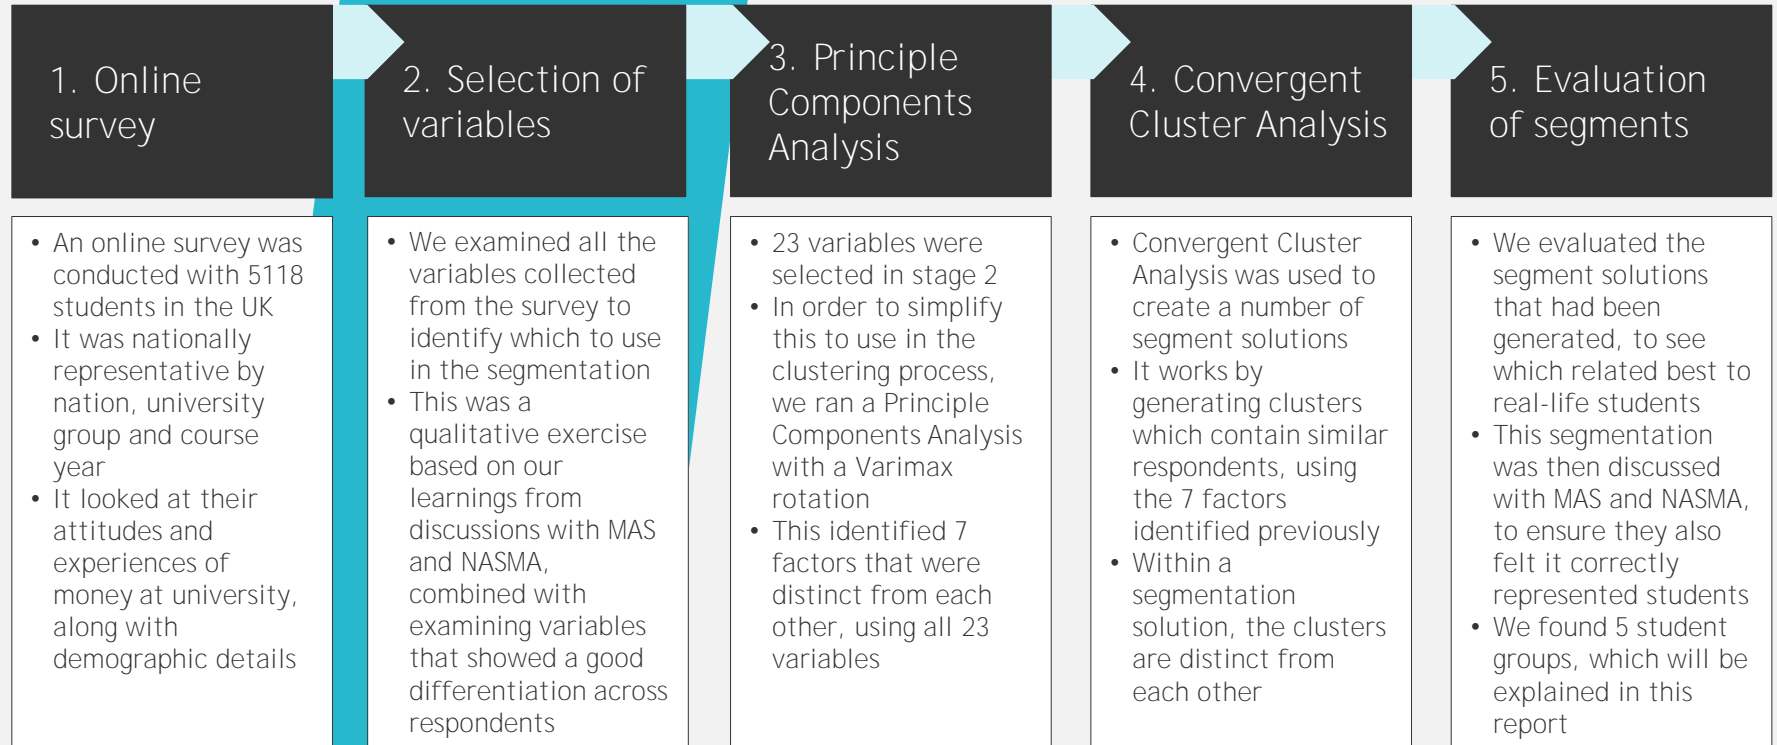 1. Online
survey
2. Selection of
variables
3. Principle
Components
Analysis
4. Convergent
Cluster Analysis
5. Evaluation
of segments
• An online survey was
conducted with 5118
students in the UK
• It was nationally
representative by
nation, university
group and course
year
• It looked at their
attitudes and
experiences of
money at university,
along with
demographic details
• We examined all the
variables collected
from the survey to
identify which to use
in the segmentation
• This was a
qualitative exercise
based on our
learnings from
discussions with MAS
and NASMA,
combined with
examining variables
that showed a good
differentiation across
respondents
• 23 variables were
selected in stage 2
• In order to simplify
this to use in the
clustering process,
we ran a Principle
Components Analysis
with a Varimax
rotation
• This identified 7
factors that were
distinct from each
other, using all 23
variables
• Convergent Cluster
Analysis was used to
create a number of
segment solutions
• It works by
generating clusters
which contain similar
respondents, using
the 7 factors
identified previously
• Within a
segmentation
solution, the clusters
are distinct from
each other
• We evaluated the
segment solutions
that had been
generated, to see
which related best to
real-life students
• This segmentation
was then discussed
with MAS and NASMA,
to ensure they also
felt it correctly
represented students
• We found 5 student
groups, which will be
explained in this
report